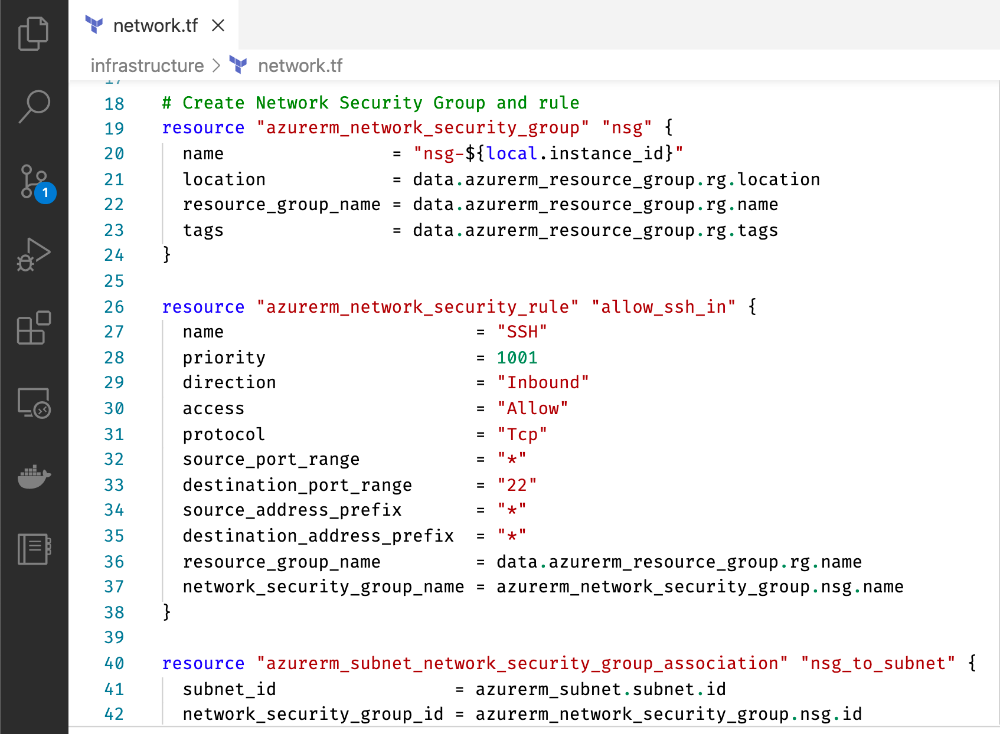 network.tf
infrastructure > network.tf
17
18 # Create Network Security Group and rule
19 resource "azurerm_network_security_group" "nsg" {
20 name = "nsg-${local.instance_id}"
21 location = data.azurerm_resource_group.rg.location
22 resource_group_name = data.azurerm_resource_group.rg.name
23 tags = data.azurerm_resource_group.rg.tags
24 }
25
26 resource "azurerm_network_security_rule" "allow_ssh_in" {
27 name = "SSH"
28 priority = 1001
29 direction = "Inbound"
30 access = "Allow"
31 protocol = "Tcp"
32 source_port_range = "*"
33 destination_port_range = "22"
34 source_address_prefix = "*"
35 destination_address_prefix = "*"
36 resource_group_name = data.azurerm_resource_group.rg.name
37 network_security_group_name = azurerm_network_security_group.nsg.name
38 }
39
40 resource "azurerm_subnet_network_security_group_association" "nsg_to_subnet" {
41 subnet_id = azurerm_subnet.subnet.id
42 network_security_group_id = azurerm_network_security_group.nsg.id
1